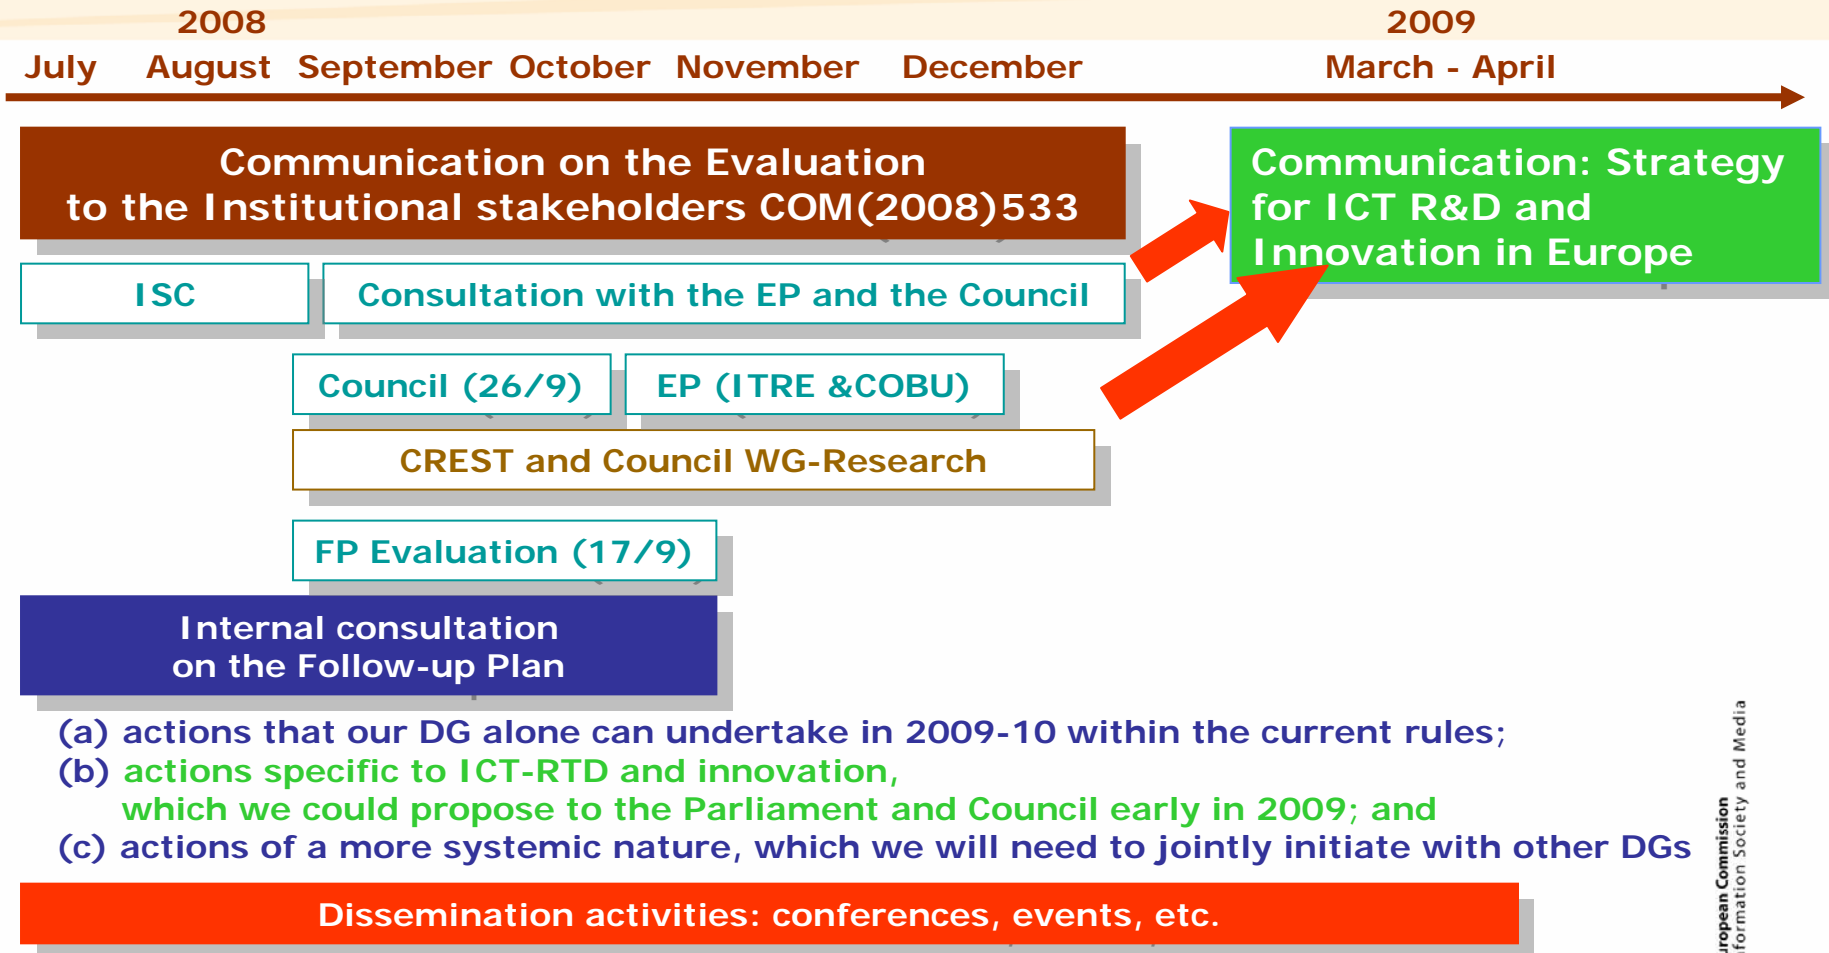 2008
2009
July August September October November December
March - April
Communication on the Evaluation
to the Institutional stakeholders COM(2008)533
Communication: Strategy
for ICT R&D and
Innovation in Europe
ISC
Consultation with the EP and the Council
Council (26/9)
EP (ITRE &COBU)
CREST and Council WG-Research
FP Evaluation (17/9)
Internal consultation
on the Follow-up Plan
(a) actions that our DG alone can undertake in 2009-10 within the current rules;
(b) actions specific to ICT-RTD and innovation,
which we could propose to the Parliament and Council early in 2009; and
(c) actions of a more systemic nature, which we will need to jointly initiate with other DGs
Dissemination activities: conferences, events, etc.
uropean Commission
nformation Society and Media